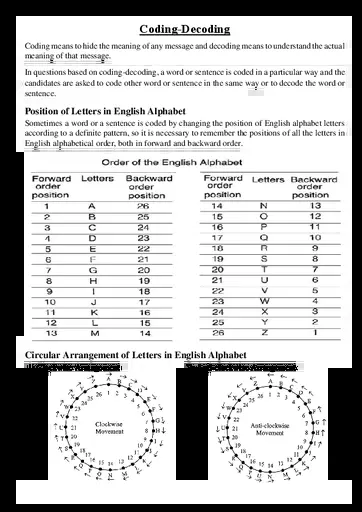 Coding-Decoding
Coding means to hide the meaning of any message and decoding means to understand the actual
meaning of that message.
In questions based on coding-decoding, a word or sentence is coded in a particular way and the
candidates are asked to code other word or sentence in the same way or to decode the word or
sentence.
Position of Letters in English Alphabet
Sometimes a word or a sentence is coded by changing the position of English alphabet letters
according to a definite pattern, so it is necessary to remember the positions of all the letters in
English alphabetical order, both in forward and backward order.
Order of the English Alphabet
Forward order position Letters Backward order position
1 A 26
2 B 25
3 C 24
4 D 23
5 E 22
6 F 21
7 G 20
8 H 19
9 I 18
10 J 17
11 K 16
12 L 15
13 M 14
Forward order position Letters Backward order position
14 N 13
15 O 12
16 P 11
17 Q 10
18 R 9
19 S 8
20 T 7
21 U 6
22 V 5
23 W 4
24 X 3
25 Y 2
26 Z 1
Circular Arrangement of Letters in English Alphabet
Clockwise
Movement
Anti-clockwise
Movement